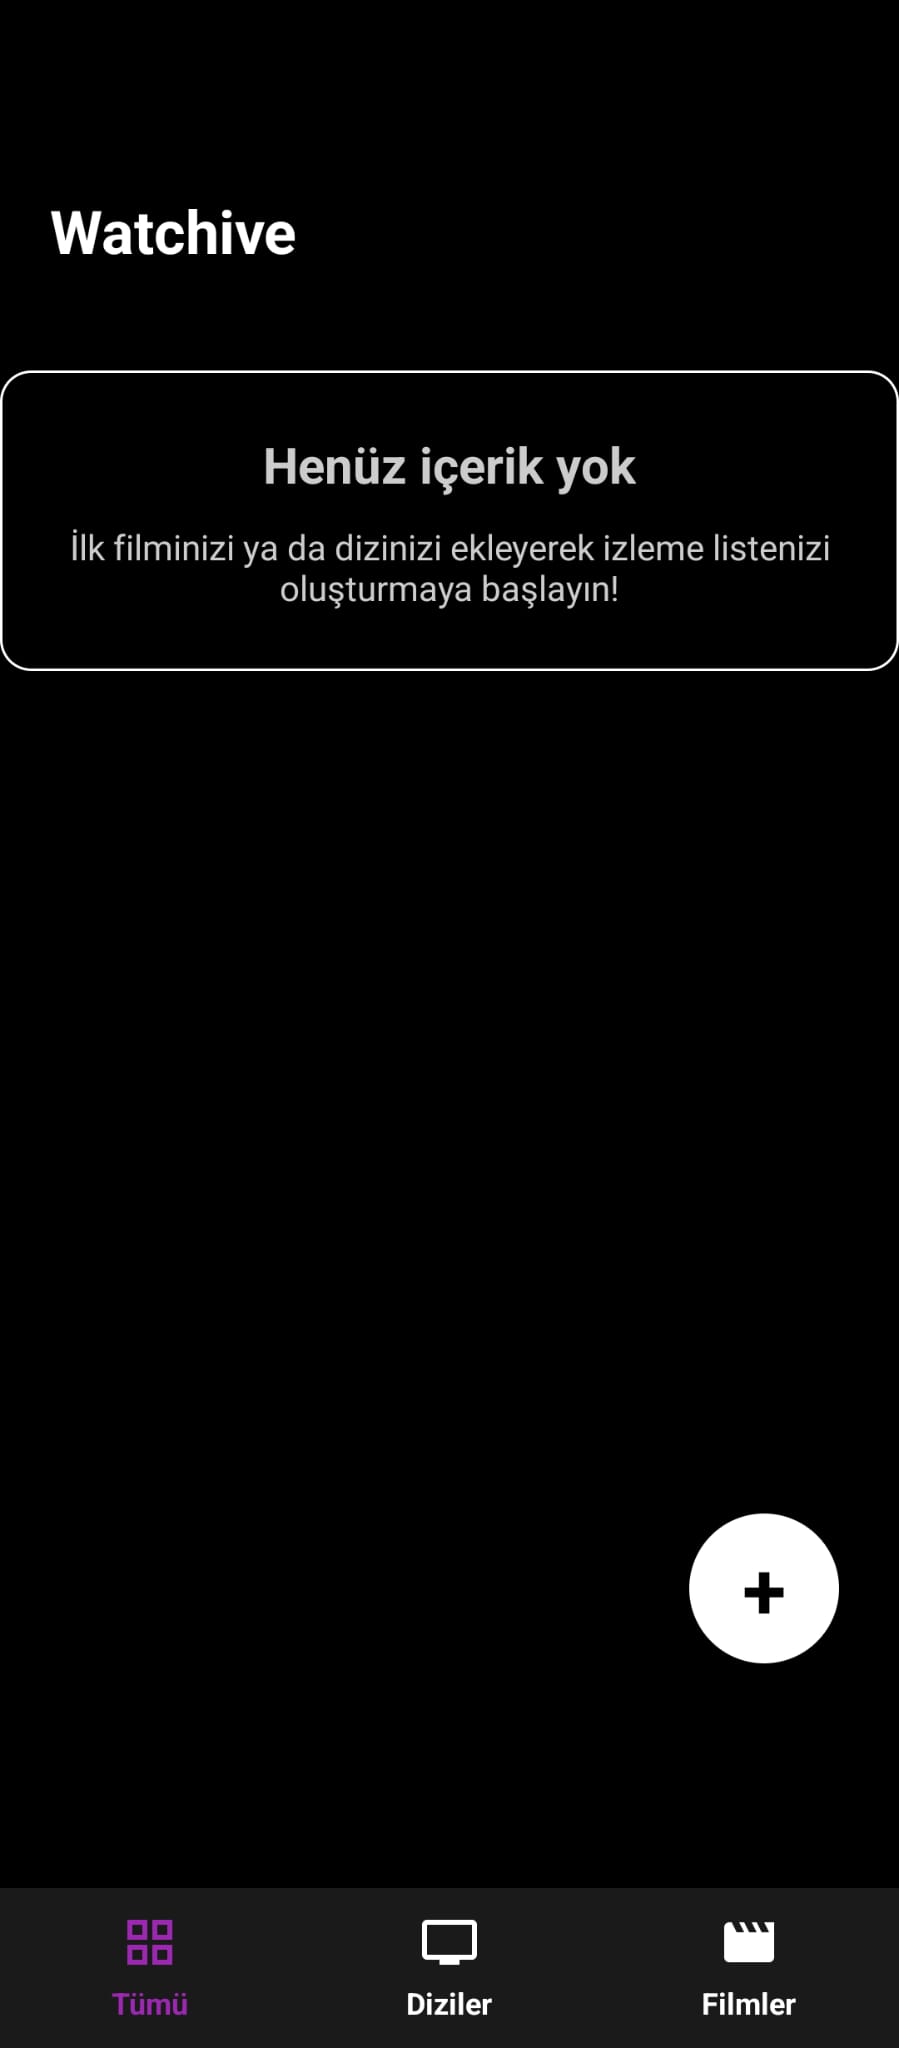 Watchive
Henüz içerik yok
İlk filminizi ya da dizinizi ekleyerek izleme listenizi
oluşturmaya başlayın!
+
Tümü
Diziler
Filmler